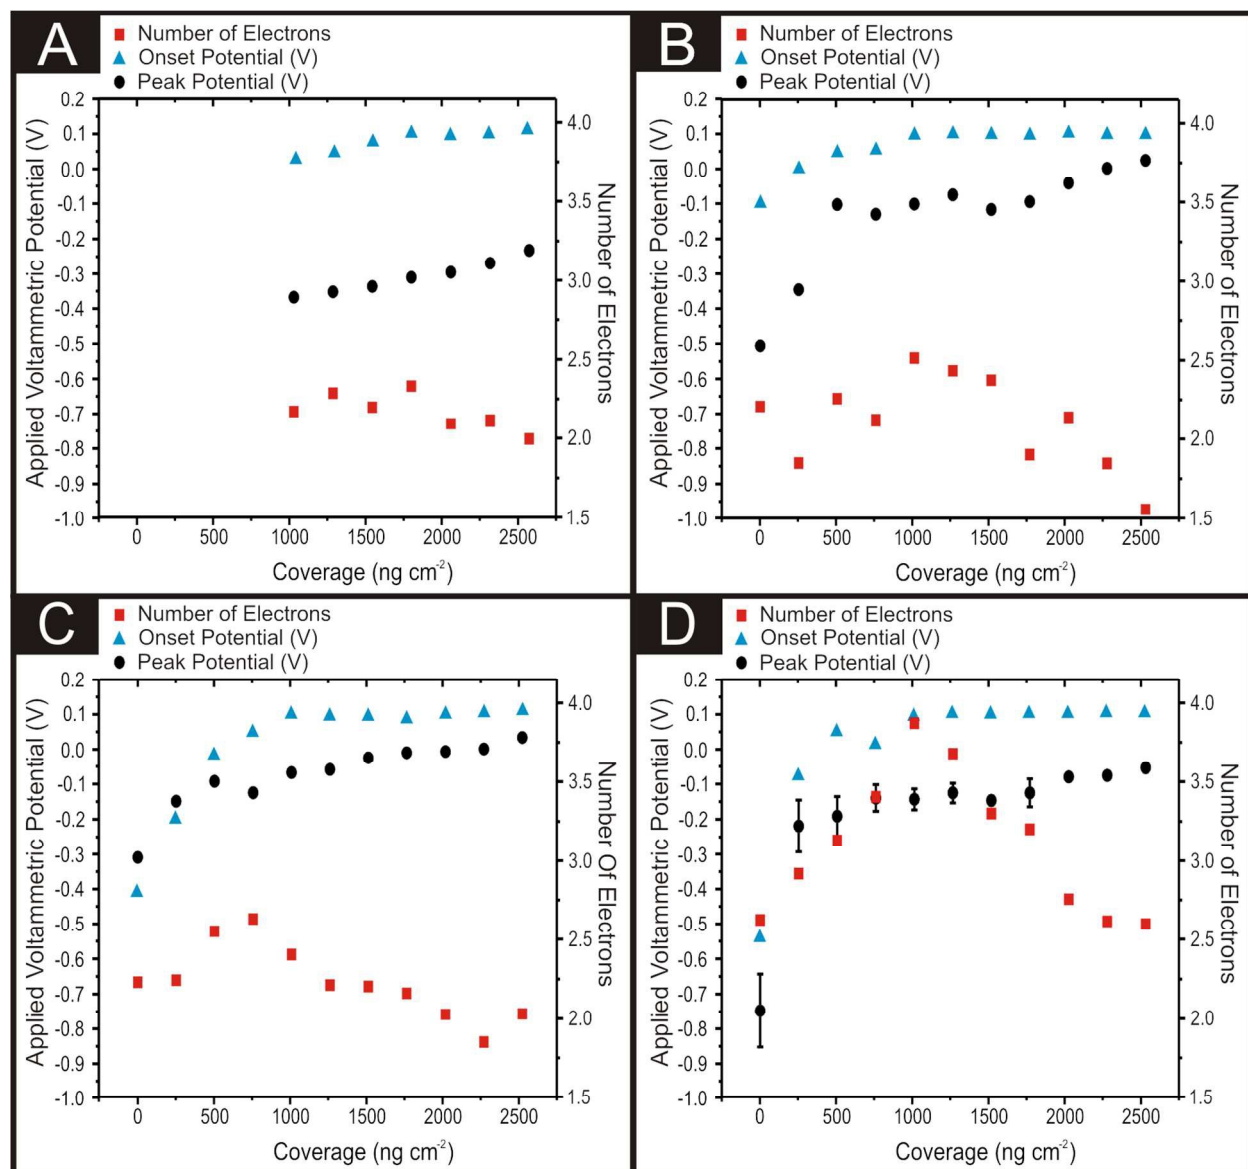 A
Number of Electrons
Onset Potential (V)
Peak Potential (V)
Applied Voltammetric Potential (V)
0.2
0.1
0.0
-0.1
-0.2
-0.3
-0.4
-0.5
-0.6
-0.7
-0.8
-0.9
-1.0
4.0
3.5
3.0
2.5
2.0
1.5
Number of Electrons
0 500 1000 1500 2000 2500
Coverage (ng cm-2)
B
Number of Electrons
Onset Potential (V)
Peak Potential (V)
Applied Voltammetric Potential (V)
0.2
0.1
0.0
-0.1
-0.2
-0.3
-0.4
-0.5
-0.6
-0.7
-0.8
-0.9
-1.0
4.0
3.5
3.0
2.5
2.0
1.5
Number of Electrons
0 500 1000 1500 2000 2500
Coverage (ng cm-2)
C
Number of Electrons
Onset Potential (V)
Peak Potential (V)
Applied Voltammetric Potential (V)
0.2
0.1
0.0
-0.1
-0.2
-0.3
-0.4
-0.5
-0.6
-0.7
-0.8
-0.9
-1.0
4.0
3.5
3.0
2.5
2.0
1.5
Number Of Electrons
0 500 1000 1500 2000 2500
Coverage (ng cm-2)
D
Number of Electrons
Onset Potential (V)
Peak Potential (V)
Applied Voltammetric Potential (V)
0.2
0.1
0.0
-0.1
-0.2
-0.3
-0.4
-0.5
-0.6
-0.7
-0.8
-0.9
-1.0
4.0
3.5
3.0
2.5
2.0
1.5
Number of Electrons
0 500 1000 1500 2000 2500
Coverage (ng cm-2)